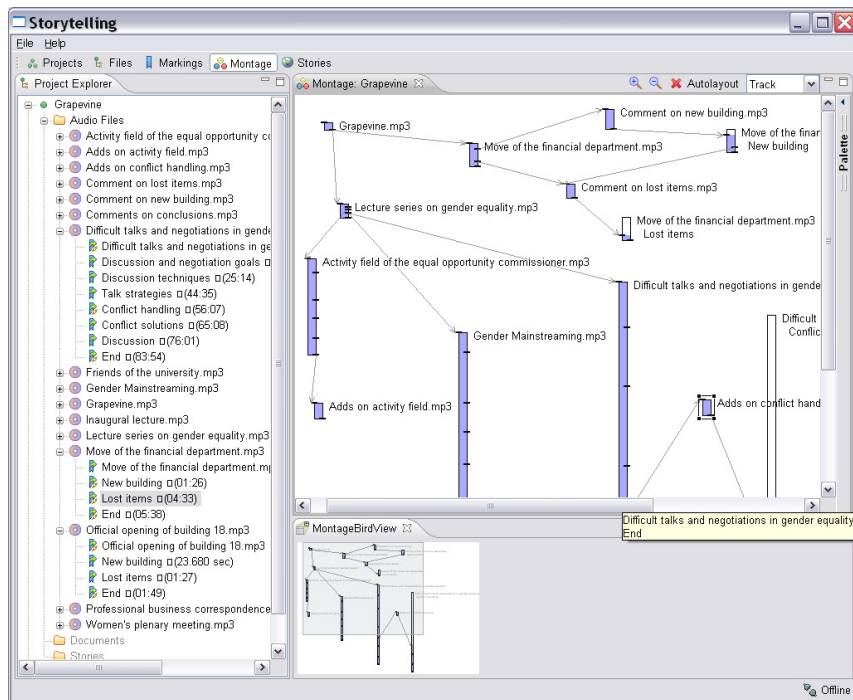 Storytelling
File Help
Projects Files Markings Montage Stories
Project Explorer
Grapevine
Audio Files
Activity field of the equal opportunity co
Adds on activity field.mp3
Adds on conflict handling.mp3
Comment on lost items.mp3
Comment on new building.mp3
Comments on conclusions.mp3
Difficult talks and negotiations in gende
Difficult talks and negotiations in ge
Discussion and negotiation goals
Discussion techniques (25:14)
Talk strategies (44:35)
Conflict handling (56:07)
Conflict solutions (65:08)
Discussion (76:01)
End (83:54)
Friends of the university.mp3
Gender Mainstreaming.mp3
Grapevine.mp3
Inaugural lecture.mp3
Lecture series on gender equality.mp3
Move of the financial department.mp3
Move of the financial department.m
New building (01:26)
Lost items (04:33)
End (05:38)
Official opening of building 18.mp3
Official opening of building 18.mp3
New building (23.680 sec)
Lost items (01:27)
End (01:49)
Professional business correspondence
Women's plenary meeting.mp3
Documents
Stories
Montage: Grapevine Autolayout Track
Palette
Comment on new building.mp3
Grapevine.mp3
Move of the financial department.mp3
Move of the finan
New building
Comment on lost items.mp3
Lecture series on gender equality.mp3
Move of the financial department.mp3
Lost items
Activity field of the equal opportunity commissioner.mp3
Difficult talks and negotiations in gende
Difficult
Conflic
Gender Mainstreaming.mp3
Adds on activity field.mp3
Adds on conflict hand
Difficult talks and negotiations in gender equality
End
MontageBirdView
Offline